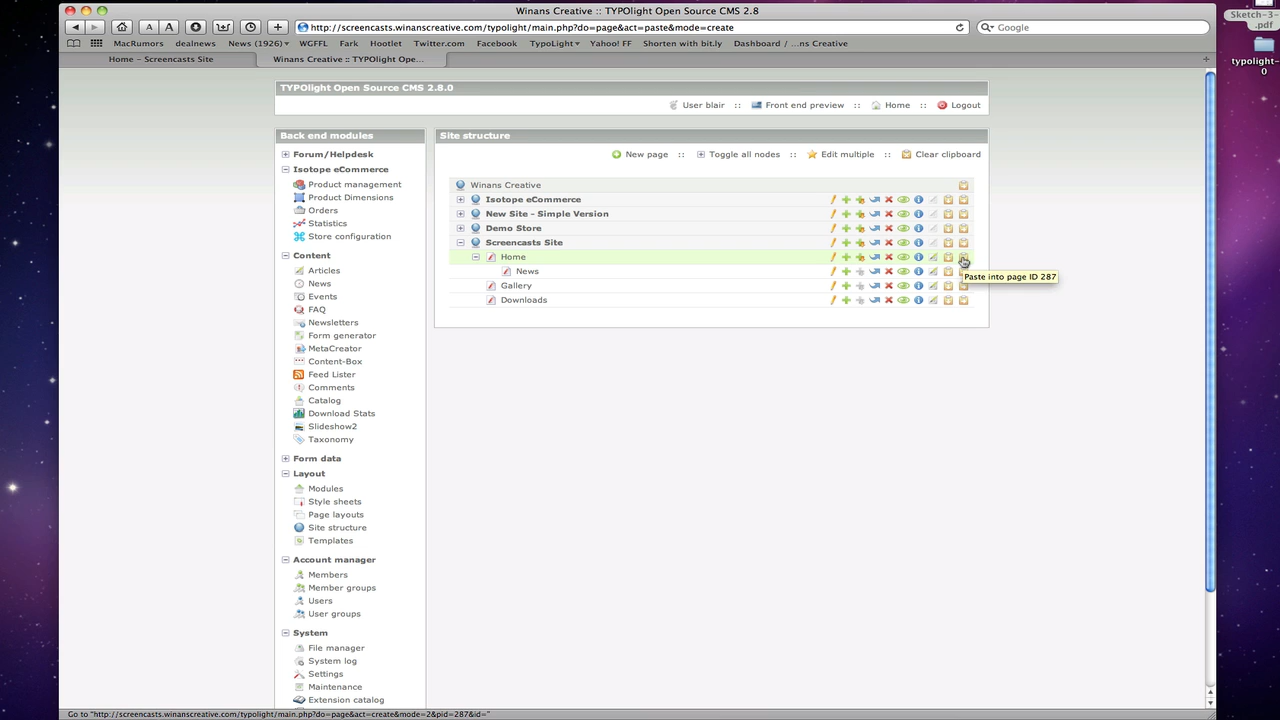 Winans Creative :: TYPOlight Open Source CMS 2.8
Sketch-3-
.pdf
http://screencasts.winanscreative.com/typolight/main.php?do=page&act=paste&mode=create
Google
MacRumors dealnews News (1926) WGFFL Fark Hootlet Twitter.com Facebook TypoLight Yahoo! FF Shorten with bit.ly Dashboard / ...ns Creative
typolight-
0
Home – Screencasts Site
Winans Creative :: TYPOlight Ope...
TYPOlight Open Source CMS 2.8.0
User blair :: Front end preview :: Home :: Logout
Back end modules
Forum/Helpdesk
Isotope eCommerce
Product management
Product Dimensions
Orders
Statistics
Store configuration
Content
Articles
News
Events
FAQ
Newsletters
Form generator
MetaCreator
Content-Box
Feed Lister
Comments
Catalog
Download Stats
Slideshow2
Taxonomy
Form data
Layout
Modules
Style sheets
Page layouts
Site structure
Templates
Account manager
Members
Member groups
Users
User groups
System
File manager
System log
Settings
Maintenance
Extension catalog
Site structure
New page :: Toggle all nodes :: Edit multiple :: Clear clipboard
Winans Creative
Isotope eCommerce
New Site - Simple Version
Demo Store
Screencasts Site
Home
News
Paste into page ID 287
Gallery
Downloads
Go to "http://screencasts.winanscreative.com/typolight/main.php?do=page&act=create&mode=2&pid=287&id="